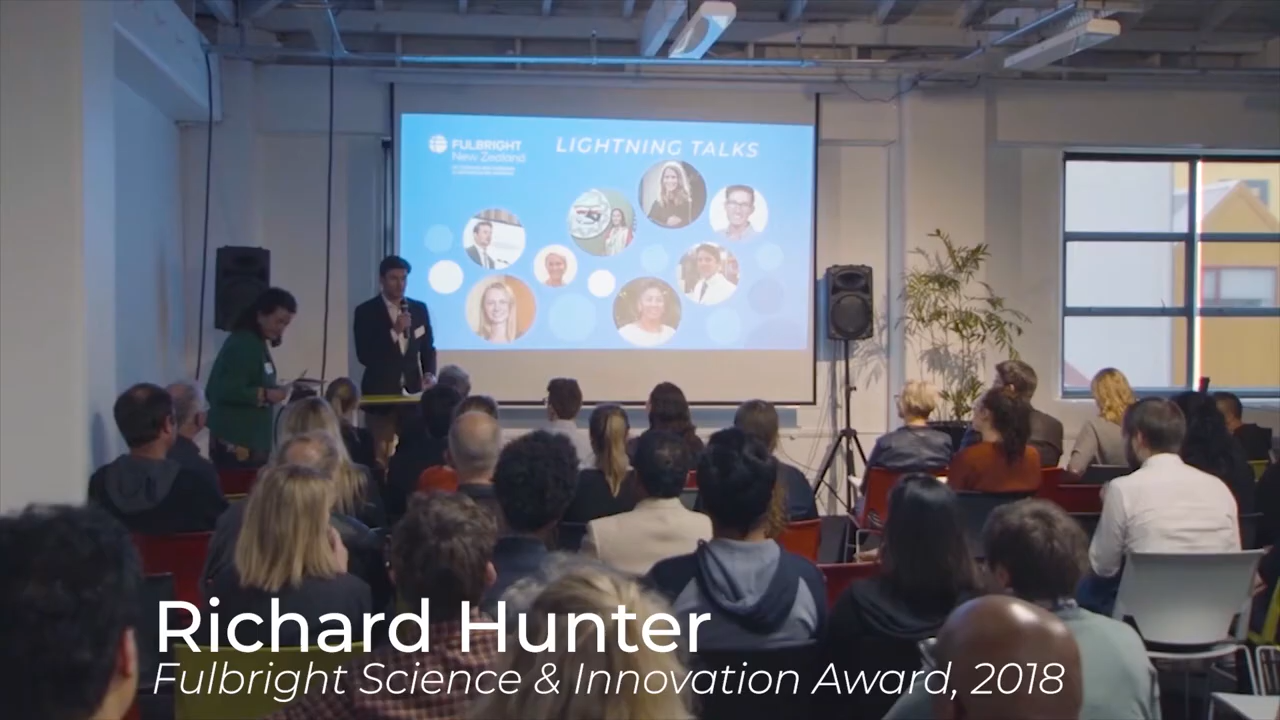 FULBRIGHT
New Zealand
LIGHTNING TALKS
Richard Hunter
Fulbright Science & Innovation Award, 2018